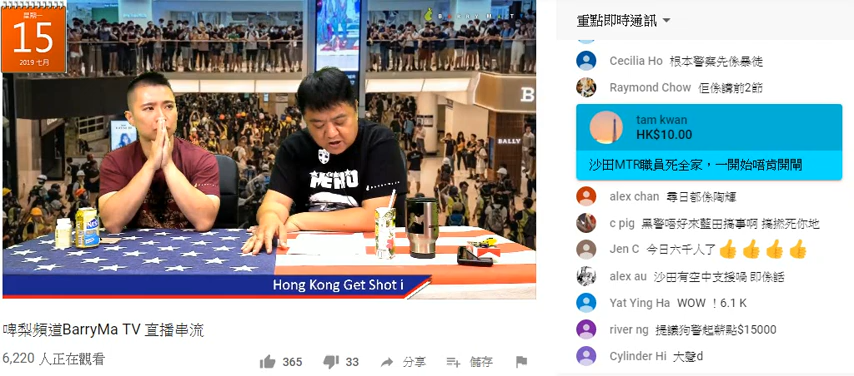 星期一
15
2019 七月
BARRYMATV
B
BALLY
HERO
Hong Kong Get Shot i
啤梨頻道BarryMa TV 直播串流
6,220 人正在觀看
365
33
分享
儲存
重點即時通訊
Cecilia Ho 根本警察先係暴徒
Raymond Chow 佢係講前2節
tam kwan
HK$10.00
沙田MTR職員死全家，一開始唔肯開閘
alex chan 尋日都係陶輝
c pig 黑警唔好來藍田搞事啊 搞撚死你地
Jen C 今日六千人了👍👍👍👍
alex au 沙田有空中支援喎 即係話
Yat Ying Ha WOW ！6.1 K
river ng 提議狗警起薪點$15000
Cylinder Hi 大聲d